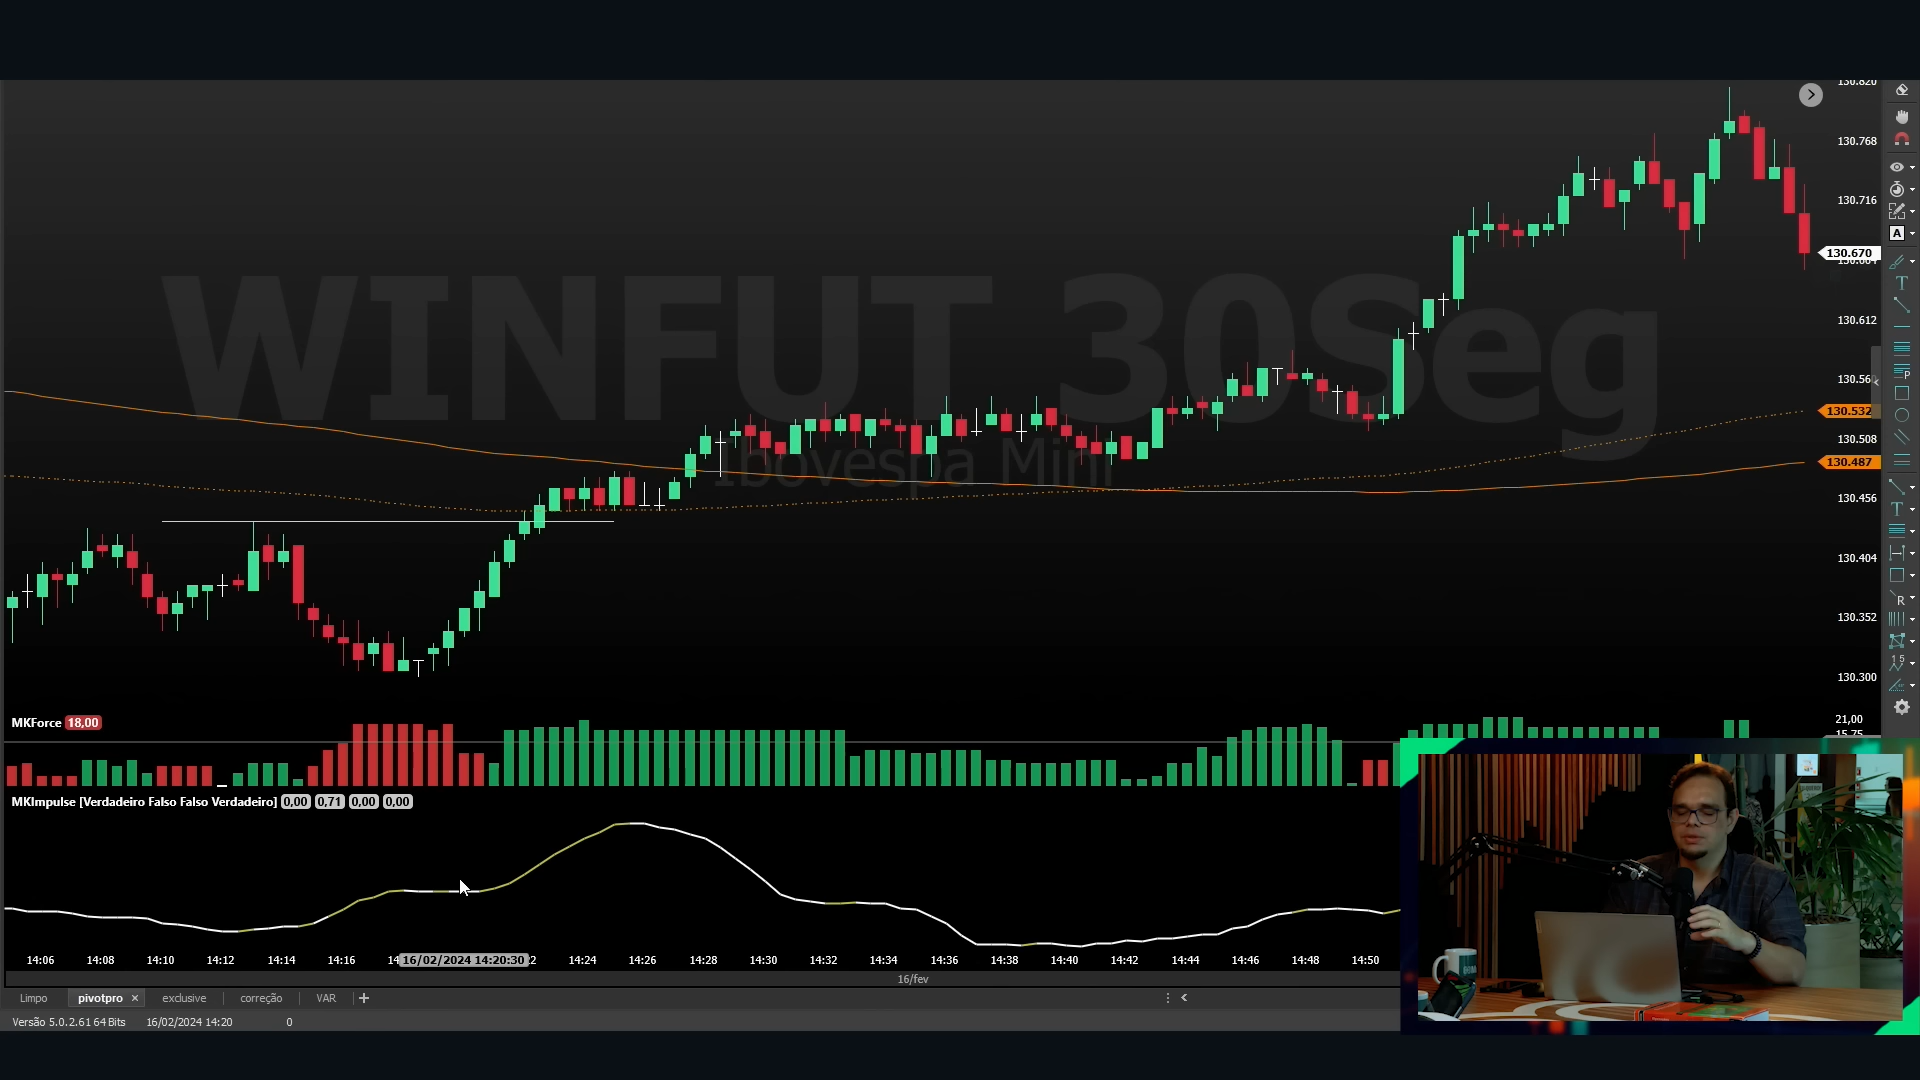 WINFUT 30Seg
Ibovespa Mini
130.820
130.768
130.716
130.670
130.612
130.532
130.508
130.487
130.456
130.404
130.352
130.300
MKForce 18,00
21,00
15,75
MKImpulse [Verdadeiro Falso Falso Verdadeiro] 0,00 0,71 0,00 0,00
14:06 14:08 14:10 14:12 14:14 14:16 16/02/2024 14:20:30 14:24 14:26 14:28 14:30 14:32 14:34 14:36 14:38 14:40 14:42 14:44 14:46 14:48 14:50
16/fev
Limpo pivotpro × exclusive correção VAR +
Versão 5.0.2.61 64 Bits 16/02/2024 14:20 0